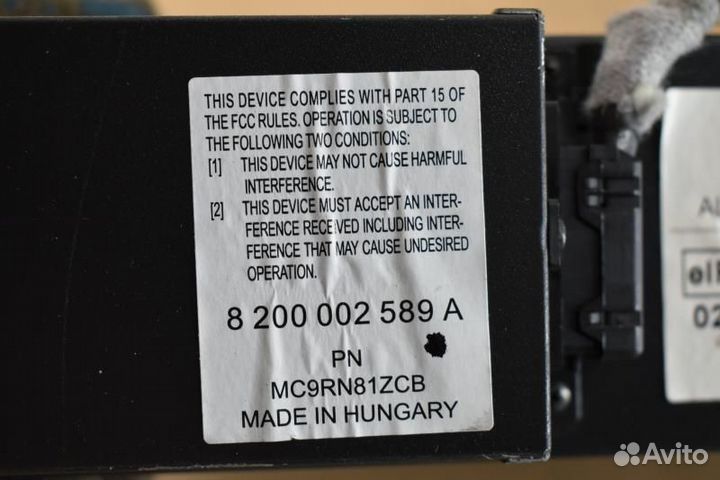 THIS DEVICE COMPLIES WITH PART 15 OF
THE FCC RULES. OPERATION IS SUBJECT TO
THE FOLLOWING TWO CONDITIONS:
[1] THIS DEVICE MAY NOT CAUSE HARMFUL
INTERFERENCE.
[2] THIS DEVICE MUST ACCEPT AN INTER-
FERENCE RECEIVED INCLUDING INTER-
FERENCE THAT MAY CAUSE UNDESIRED
OPERATION.
8 200 002 589 A
PN
MC9RN81ZCB
MADE IN HUNGARY
02
Avito